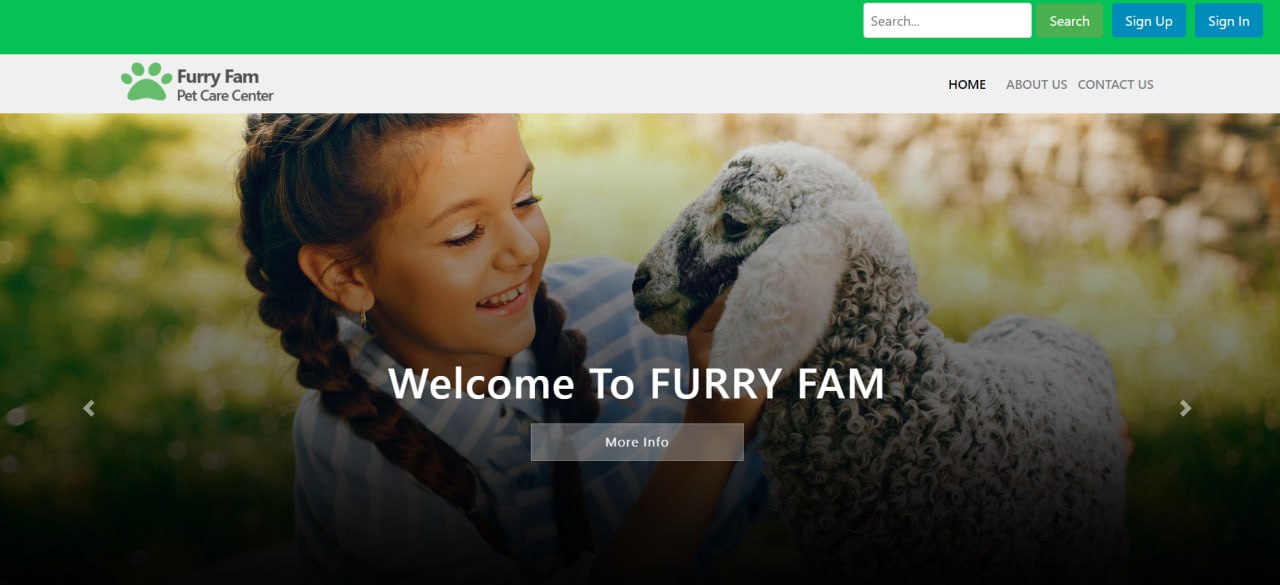 Search... Search Sign Up Sign In
Furry Fam
Pet Care Center
HOME ABOUT US CONTACT US
Welcome To FURRY FAM
More Info